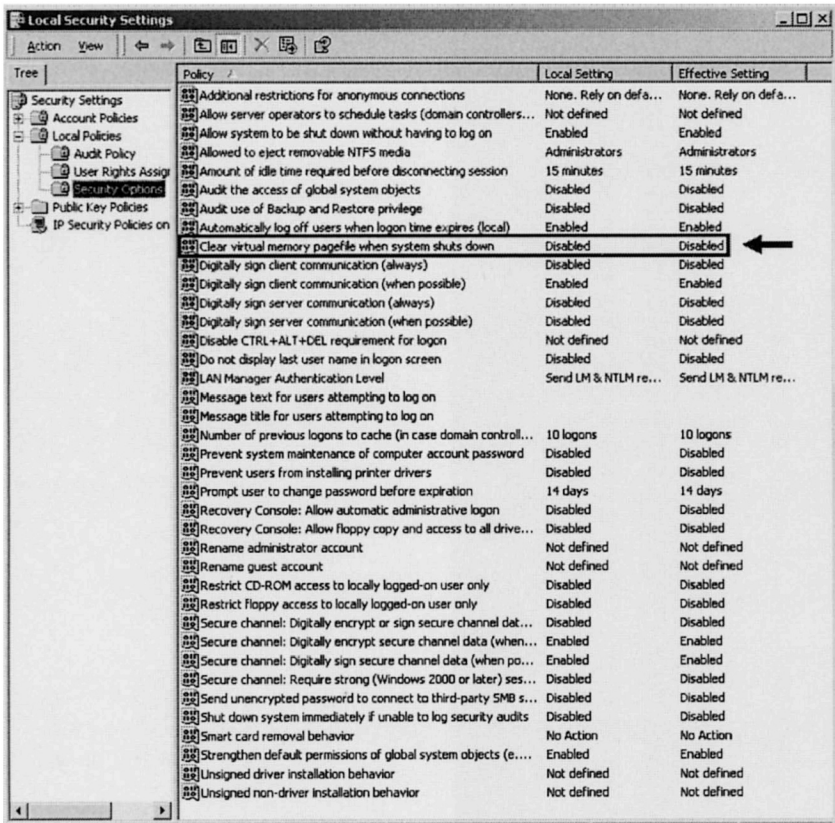 Local Security Settings
Action View
Tree
Security Settings
Account Policies
Local Policies
Audit Policy
User Rights Assign
Security Options
Public Key Policies
IP Security Policies on
Policy Local Setting Effective Setting
Additional restrictions for anonymous connections None. Rely on defa... None. Rely on defa...
Allow server operators to schedule tasks (domain controllers... Not defined Not defined
Allow system to be shut down without having to log on Enabled Enabled
Allowed to eject removable NTFS media Administrators Administrators
Amount of idle time required before disconnecting session 15 minutes 15 minutes
Audit the access of global system objects Disabled Disabled
Audit use of Backup and Restore privilege Disabled Disabled
Automatically log off users when logon time expires (local) Enabled Enabled
Clear virtual memory pagefile when system shuts down Disabled Disabled
Digitally sign client communication (always) Disabled Disabled
Digitally sign client communication (when possible) Enabled Enabled
Digitally sign server communication (always) Disabled Disabled
Digitally sign server communication (when possible) Disabled Disabled
Disable CTRL+ALT+DEL requirement for logon Not defined Not defined
Do not display last user name in logon screen Disabled Disabled
LAN Manager Authentication Level Send LM & NTLM re... Send LM & NTLM re...
Message text for users attempting to log on
Message title for users attempting to log on
Number of previous logons to cache (in case domain controll... 10 logons 10 logons
Prevent system maintenance of computer account password Disabled Disabled
Prevent users from installing printer drivers Disabled Disabled
Prompt user to change password before expiration 14 days 14 days
Recovery Console: Allow automatic administrative logon Disabled Disabled
Recovery Console: Allow floppy copy and access to all drive... Disabled Disabled
Rename administrator account Not defined Not defined
Rename guest account Not defined Not defined
Restrict CD-ROM access to locally logged-on user only Disabled Disabled
Restrict floppy access to locally logged-on user only Disabled Disabled
Secure channel: Digitally encrypt or sign secure channel dat... Disabled Disabled
Secure channel: Digitally encrypt secure channel data (when... Enabled Enabled
Secure channel: Digitally sign secure channel data (when po... Enabled Enabled
Secure channel: Require strong (Windows 2000 or later) ses... Disabled Disabled
Send unencrypted password to connect to third-party SMB s... Disabled Disabled
Shut down system immediately if unable to log security audits Disabled Disabled
Smart card removal behavior No Action No Action
Strengthen default permissions of global system objects (e.... Enabled Enabled
Unsigned driver installation behavior Not defined Not defined
Unsigned non-driver installation behavior Not defined Not defined